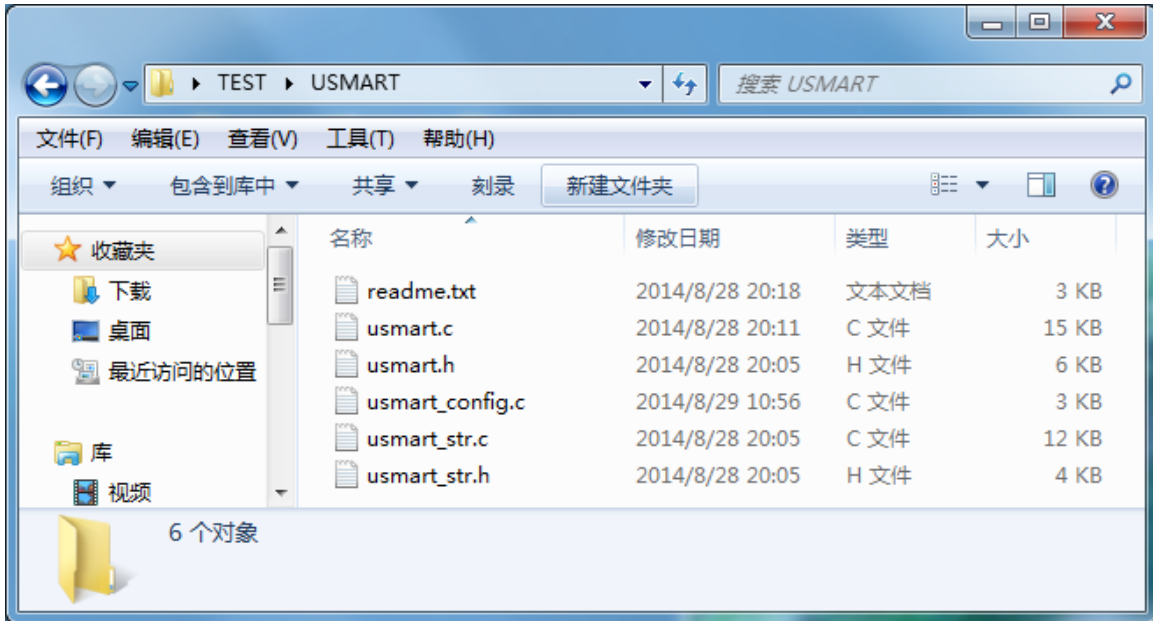 TEST USMART 搜索 USMART
文件(F) 编辑(E) 查看(V) 工具(T) 帮助(H)
组织 包含到库中 共享 刻录 新建文件夹
收藏夹
下载
桌面
最近访问的位置
库
视频
名称 修改日期 类型 大小
readme.txt 2014/8/28 20:18 文本文档 3 KB
usmart.c 2014/8/28 20:11 C 文件 15 KB
usmart.h 2014/8/28 20:05 H 文件 6 KB
usmart_config.c 2014/8/29 10:56 C 文件 3 KB
usmart_str.c 2014/8/28 20:05 C 文件 12 KB
usmart_str.h 2014/8/28 20:05 H 文件 4 KB
6 个对象